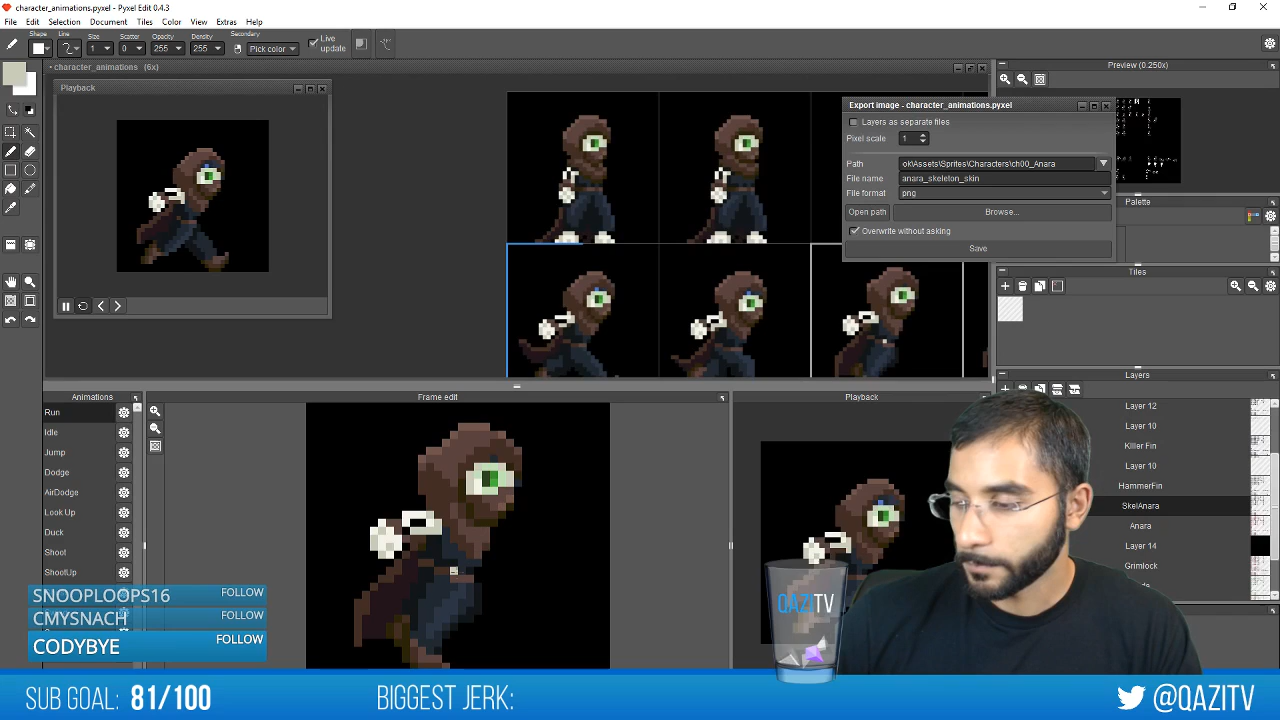 character_animations.pyxel - Pyxel Edit 0.4.3
File Edit Selection Document Tiles Color View Extras Help
Shape Line Size Scatter Opacity Density Secondary
1 0 255 255 Pick color Live update
character_animations (6x)
Playback
Export image - character_animations.pyxel
Layers as separate files
Pixel scale 1
Path ok\Assets\Sprites\Characters\ch00_Anara
File name anara_skeleton_skin
File format png
Open path Browse...
Overwrite without asking
Save
Preview (0.250x)
Palette
Tiles
Layers
Layer 12
Layer 10
Killer Fin
Layer 10
HammerFin
SkelAnara
Anara
Layer 14
Grimlock
Animations
Run
Idle
Jump
Dodge
AirDodge
Look Up
Duck
Shoot
ShootUp
Frame edit
Playback
SNOOPLOOPS16 FOLLOW
CMYSNACH FOLLOW
CODYBYE FOLLOW
QAZITV
SUB GOAL: 81/100
BIGGEST JERK:
@QAZITV